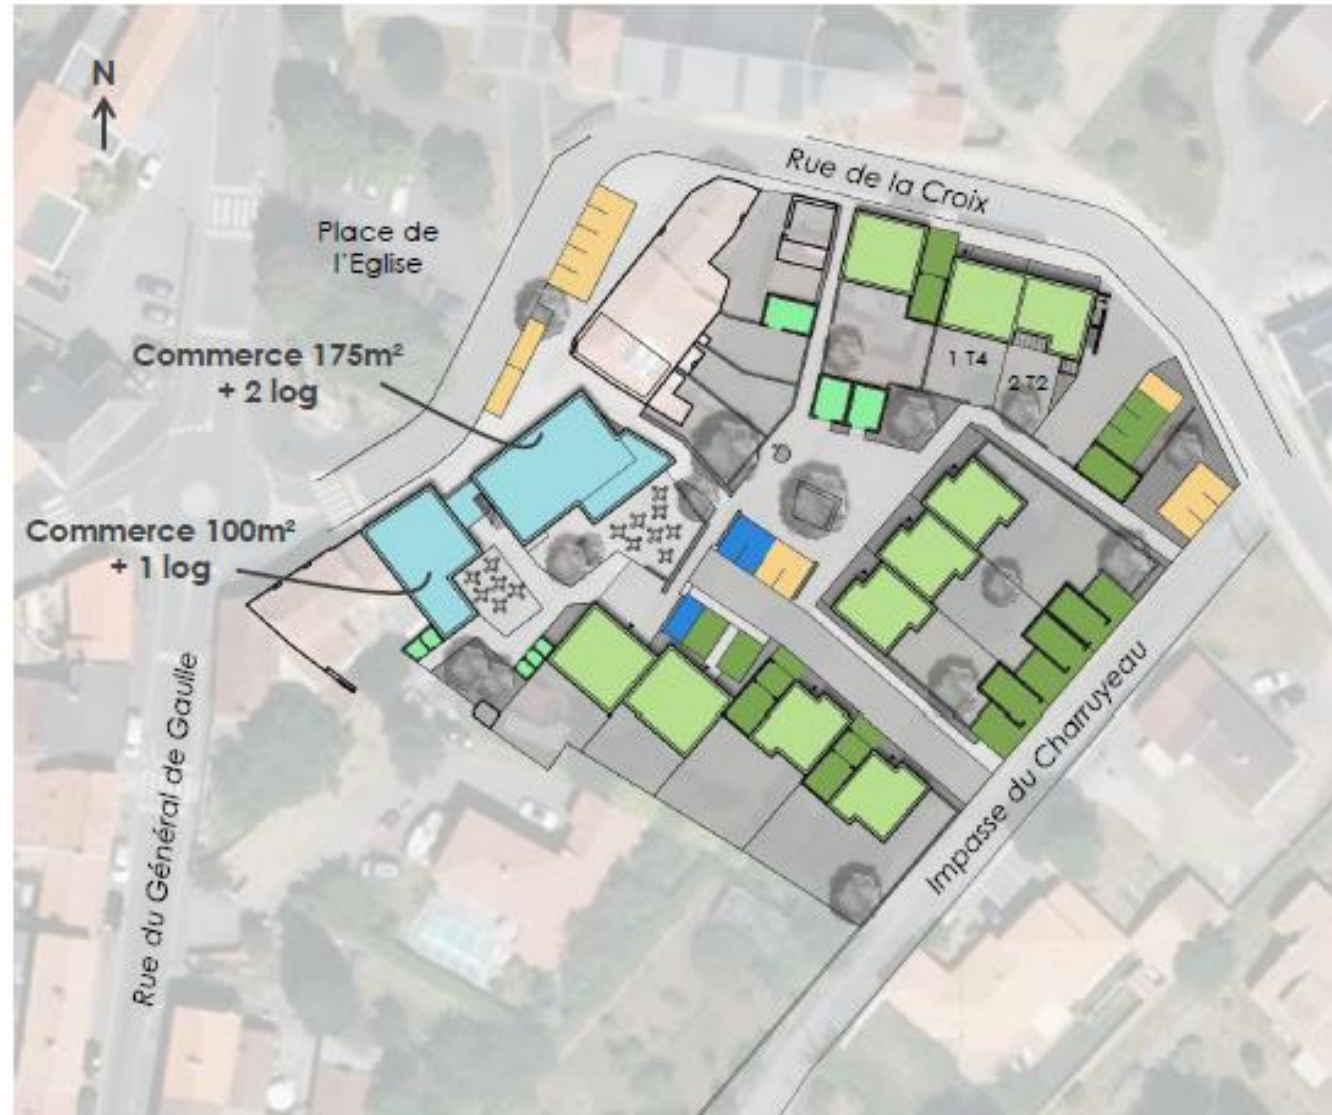 N
Rue de la Croix
Place de
l'Eglise
Commerce 175m²
+ 2 log
1 T4
2 T2
Commerce 100m²
+ 1 log
Rue du Général de Gaulle
Impasse du Charruyeau